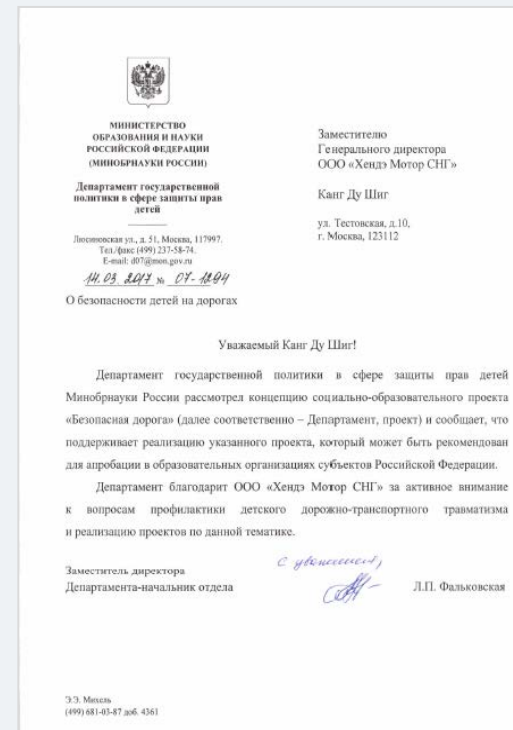 МИНИСТЕРСТВО
ОБРАЗОВАНИЯ И НАУКИ
РОССИЙСКОЙ ФЕДЕРАЦИИ
(МИНОБРНАУКИ РОССИИ)
Департамент государственной
политики в сфере защиты прав
детей
Люсиновская ул., д. 51, Москва, 117997.
Тел./факс (499) 237-58-74.
E-mail: d07@mon.gov.ru
14.03.2017 № 07-1294
О безопасности детей на дорогах
Заместителю
Генерального директора
ООО «Хендэ Мотор СНГ»
Канг Ду Шиг
ул. Тестовская, д.10,
г. Москва, 123112
Уважаемый Канг Ду Шиг!
Департамент государственной политики в сфере защиты прав детей
Минобрнауки России рассмотрел концепцию социально-образовательного проекта
«Безопасная дорога» (далее соответственно – Департамент, проект) и сообщает, что
поддерживает реализацию указанного проекта, который может быть рекомендован
для апробации в образовательных организациях субъектов Российской Федерации.
Департамент благодарит ООО «Хендэ Мотор СНГ» за активное внимание
к вопросам профилактики детского дорожно-транспортного травматизма
и реализацию проектов по данной тематике.
С уважением,
Заместитель директора
Департамента-начальник отдела
Л.П. Фальковская
Э.Э. Михель
(499) 681-03-87 доб. 4361